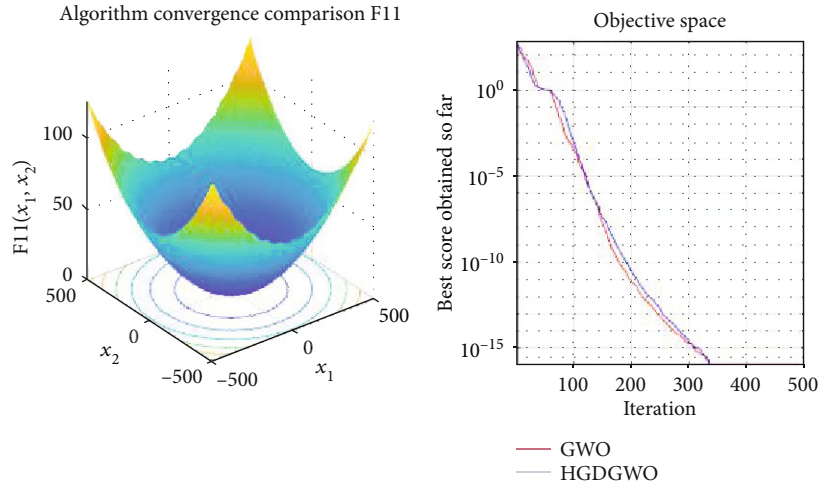 Algorithm convergence comparison F11
F11(x₁, x₂)
100
50
0
500
0
−500
x₂
−500
0
500
x₁
Objective space
Best score obtained so far
10⁰
10⁻⁵
10⁻¹⁰
10⁻¹⁵
100 200 300 400 500
Iteration
GWO
HGDGWO